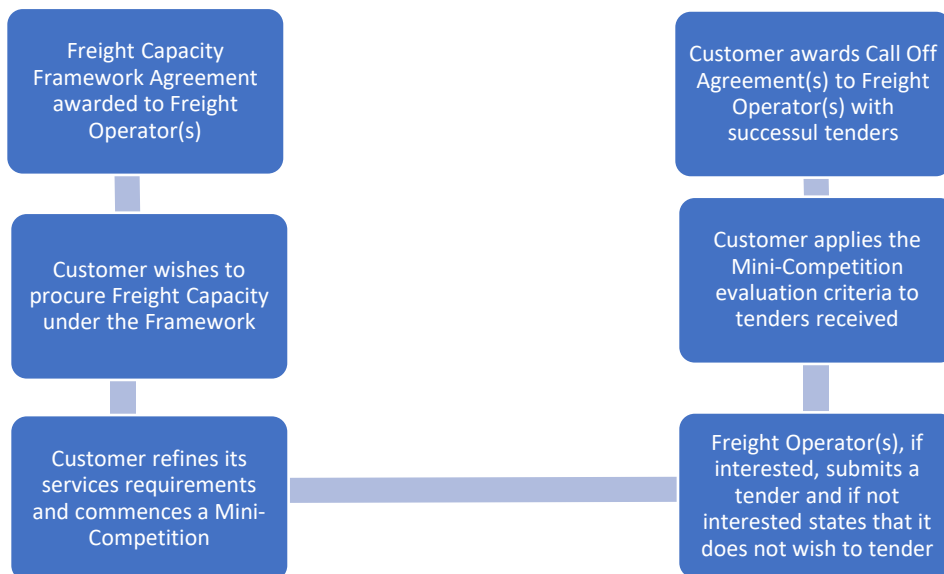 Freight Capacity
Framework Agreement
awarded to Freight
Operator(s)
Customer wishes to
procure Freight Capacity
under the Framework
Customer refines its
services requirements
and commences a Mini-
Competition
Freight Operator(s), if
interested, submits a
tender and if not
interested states that it
does not wish to tender
Customer applies the
Mini-Competition
evaluation criteria to
tenders received
Customer awards Call Off
Agreement(s) to Freight
Operator(s) with
successul tenders